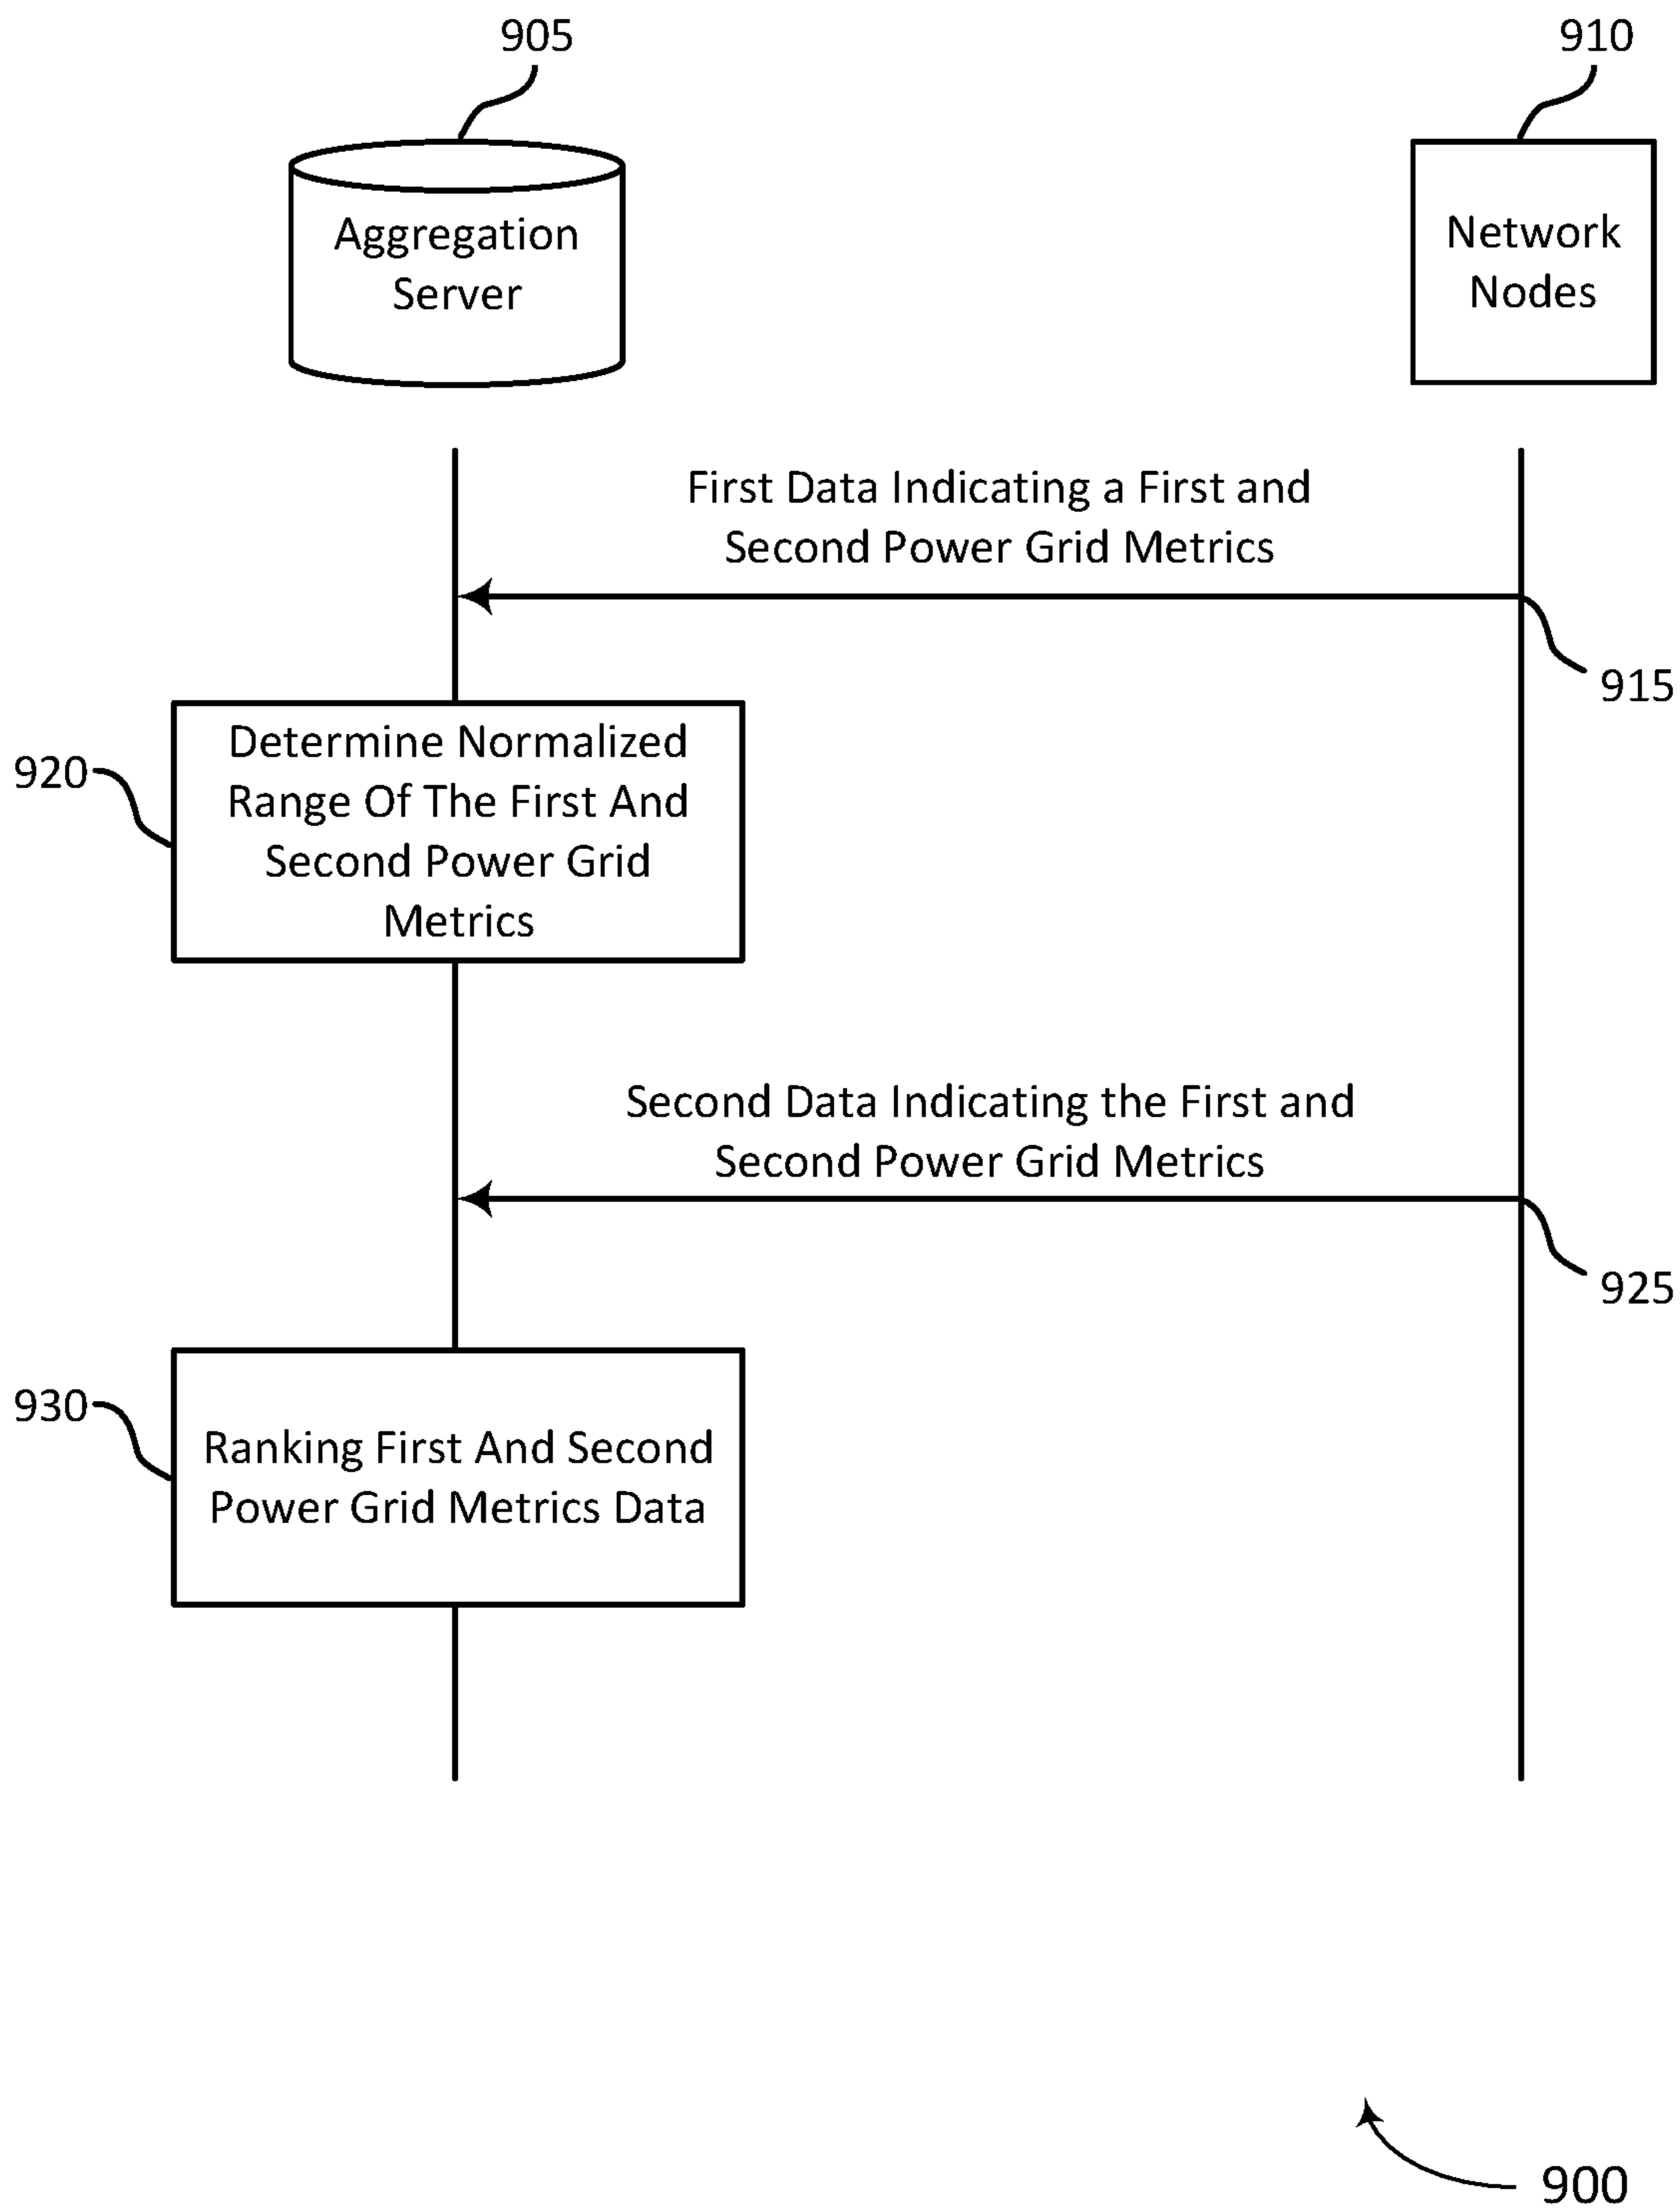 905
910
Aggregation
Server
Network
Nodes
First Data Indicating a First and
Second Power Grid Metrics
915
920
Determine Normalized
Range Of The First And
Second Power Grid
Metrics
Second Data Indicating the First and
Second Power Grid Metrics
925
930
Ranking First And Second
Power Grid Metrics Data
900